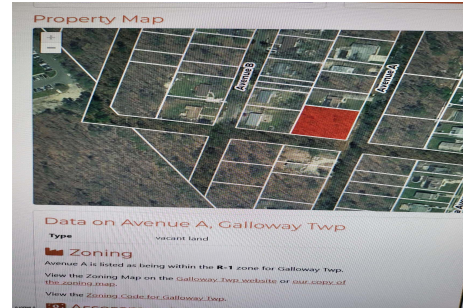 Property Map
+
−
Avenue B
Avenue A
Data on Avenue A, Galloway Twp
Type vacant land
Zoning
Avenue A is listed as being within the R-1 zone for Galloway Twp.
View the Zoning Map on the Galloway Twp website or our copy of
the zoning map.
View the Zoning Code for Galloway Twp.